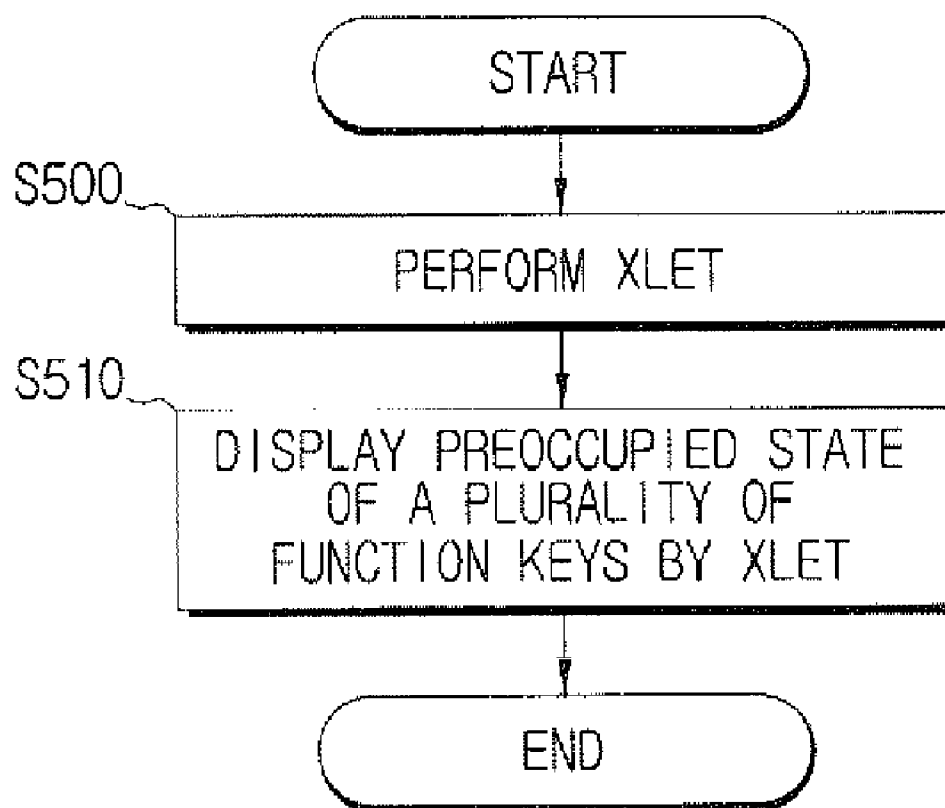 START
S500
PERFORM XLET
S510
DISPLAY PREOCCUPIED STATE
OF A PLURALITY OF
FUNCTION KEYS BY XLET
END